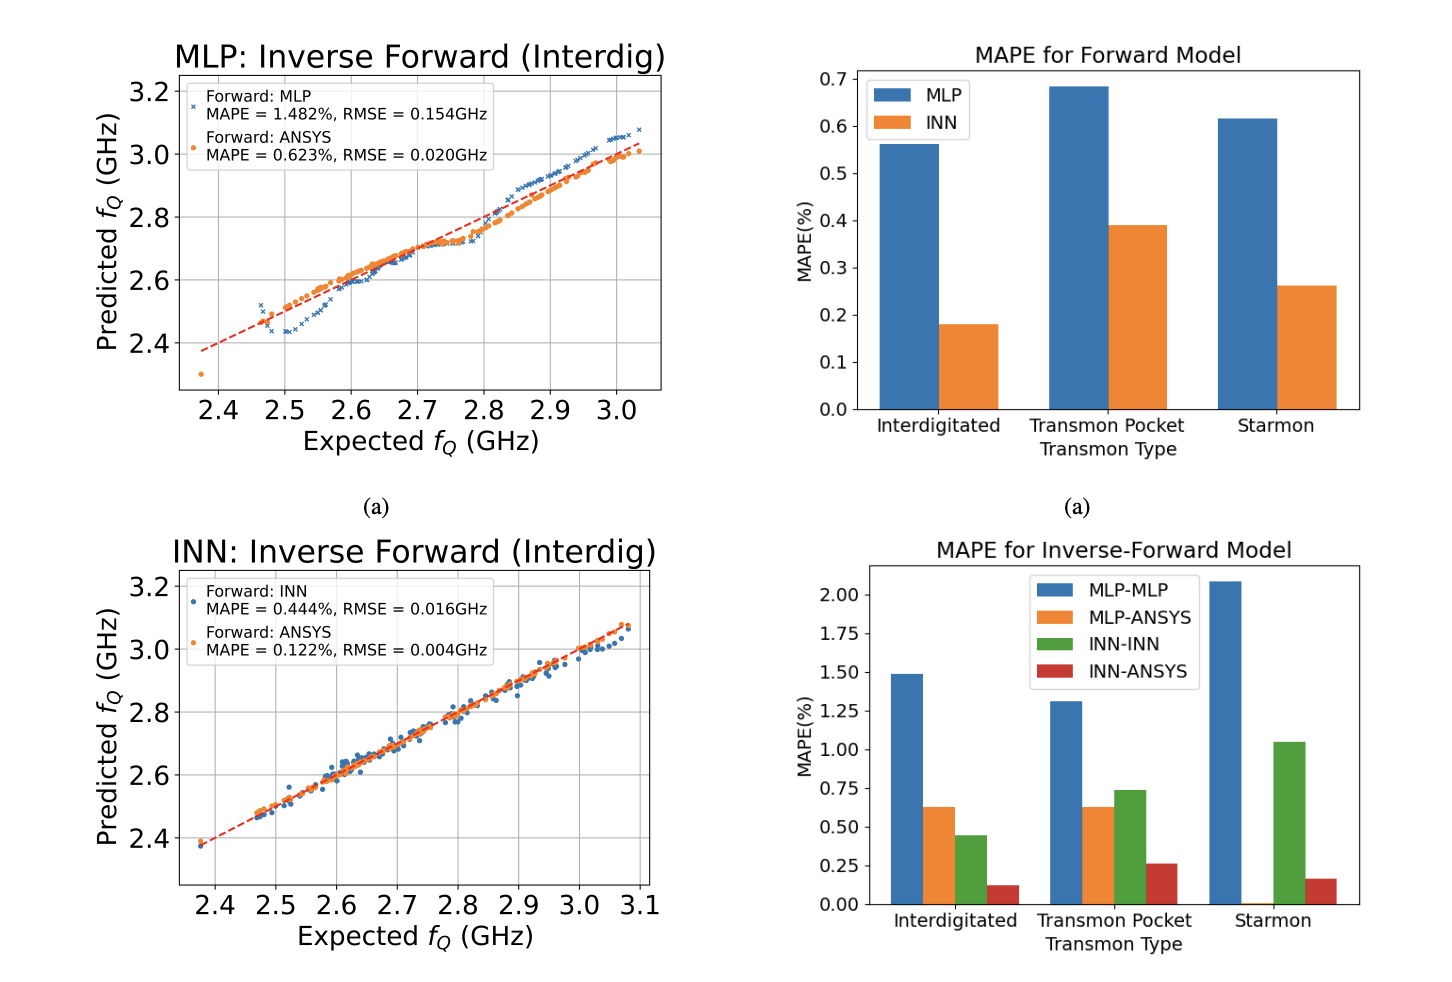 MLP: Inverse Forward (Interdig)
Forward: MLP
MAPE = 1.482%, RMSE = 0.154GHz
Forward: ANSYS
MAPE = 0.623%, RMSE = 0.020GHz
Predicted f_Q (GHz)
3.2
3.0
2.8
2.6
2.4
2.4 2.5 2.6 2.7 2.8 2.9 3.0
Expected f_Q (GHz)
(a)
MAPE for Forward Model
MLP
INN
MAPE(%)
0.7
0.6
0.5
0.4
0.3
0.2
0.1
0.0
Interdigitated Transmon Pocket Starmon
Transmon Type
(a)
INN: Inverse Forward (Interdig)
Forward: INN
MAPE = 0.444%, RMSE = 0.016GHz
Forward: ANSYS
MAPE = 0.122%, RMSE = 0.004GHz
Predicted f_Q (GHz)
3.2
3.0
2.8
2.6
2.4
2.4 2.5 2.6 2.7 2.8 2.9 3.0 3.1
Expected f_Q (GHz)
MAPE for Inverse-Forward Model
MLP-MLP
MLP-ANSYS
INN-INN
INN-ANSYS
MAPE(%)
2.00
1.75
1.50
1.25
1.00
0.75
0.50
0.25
0.00
Interdigitated Transmon Pocket Starmon
Transmon Type